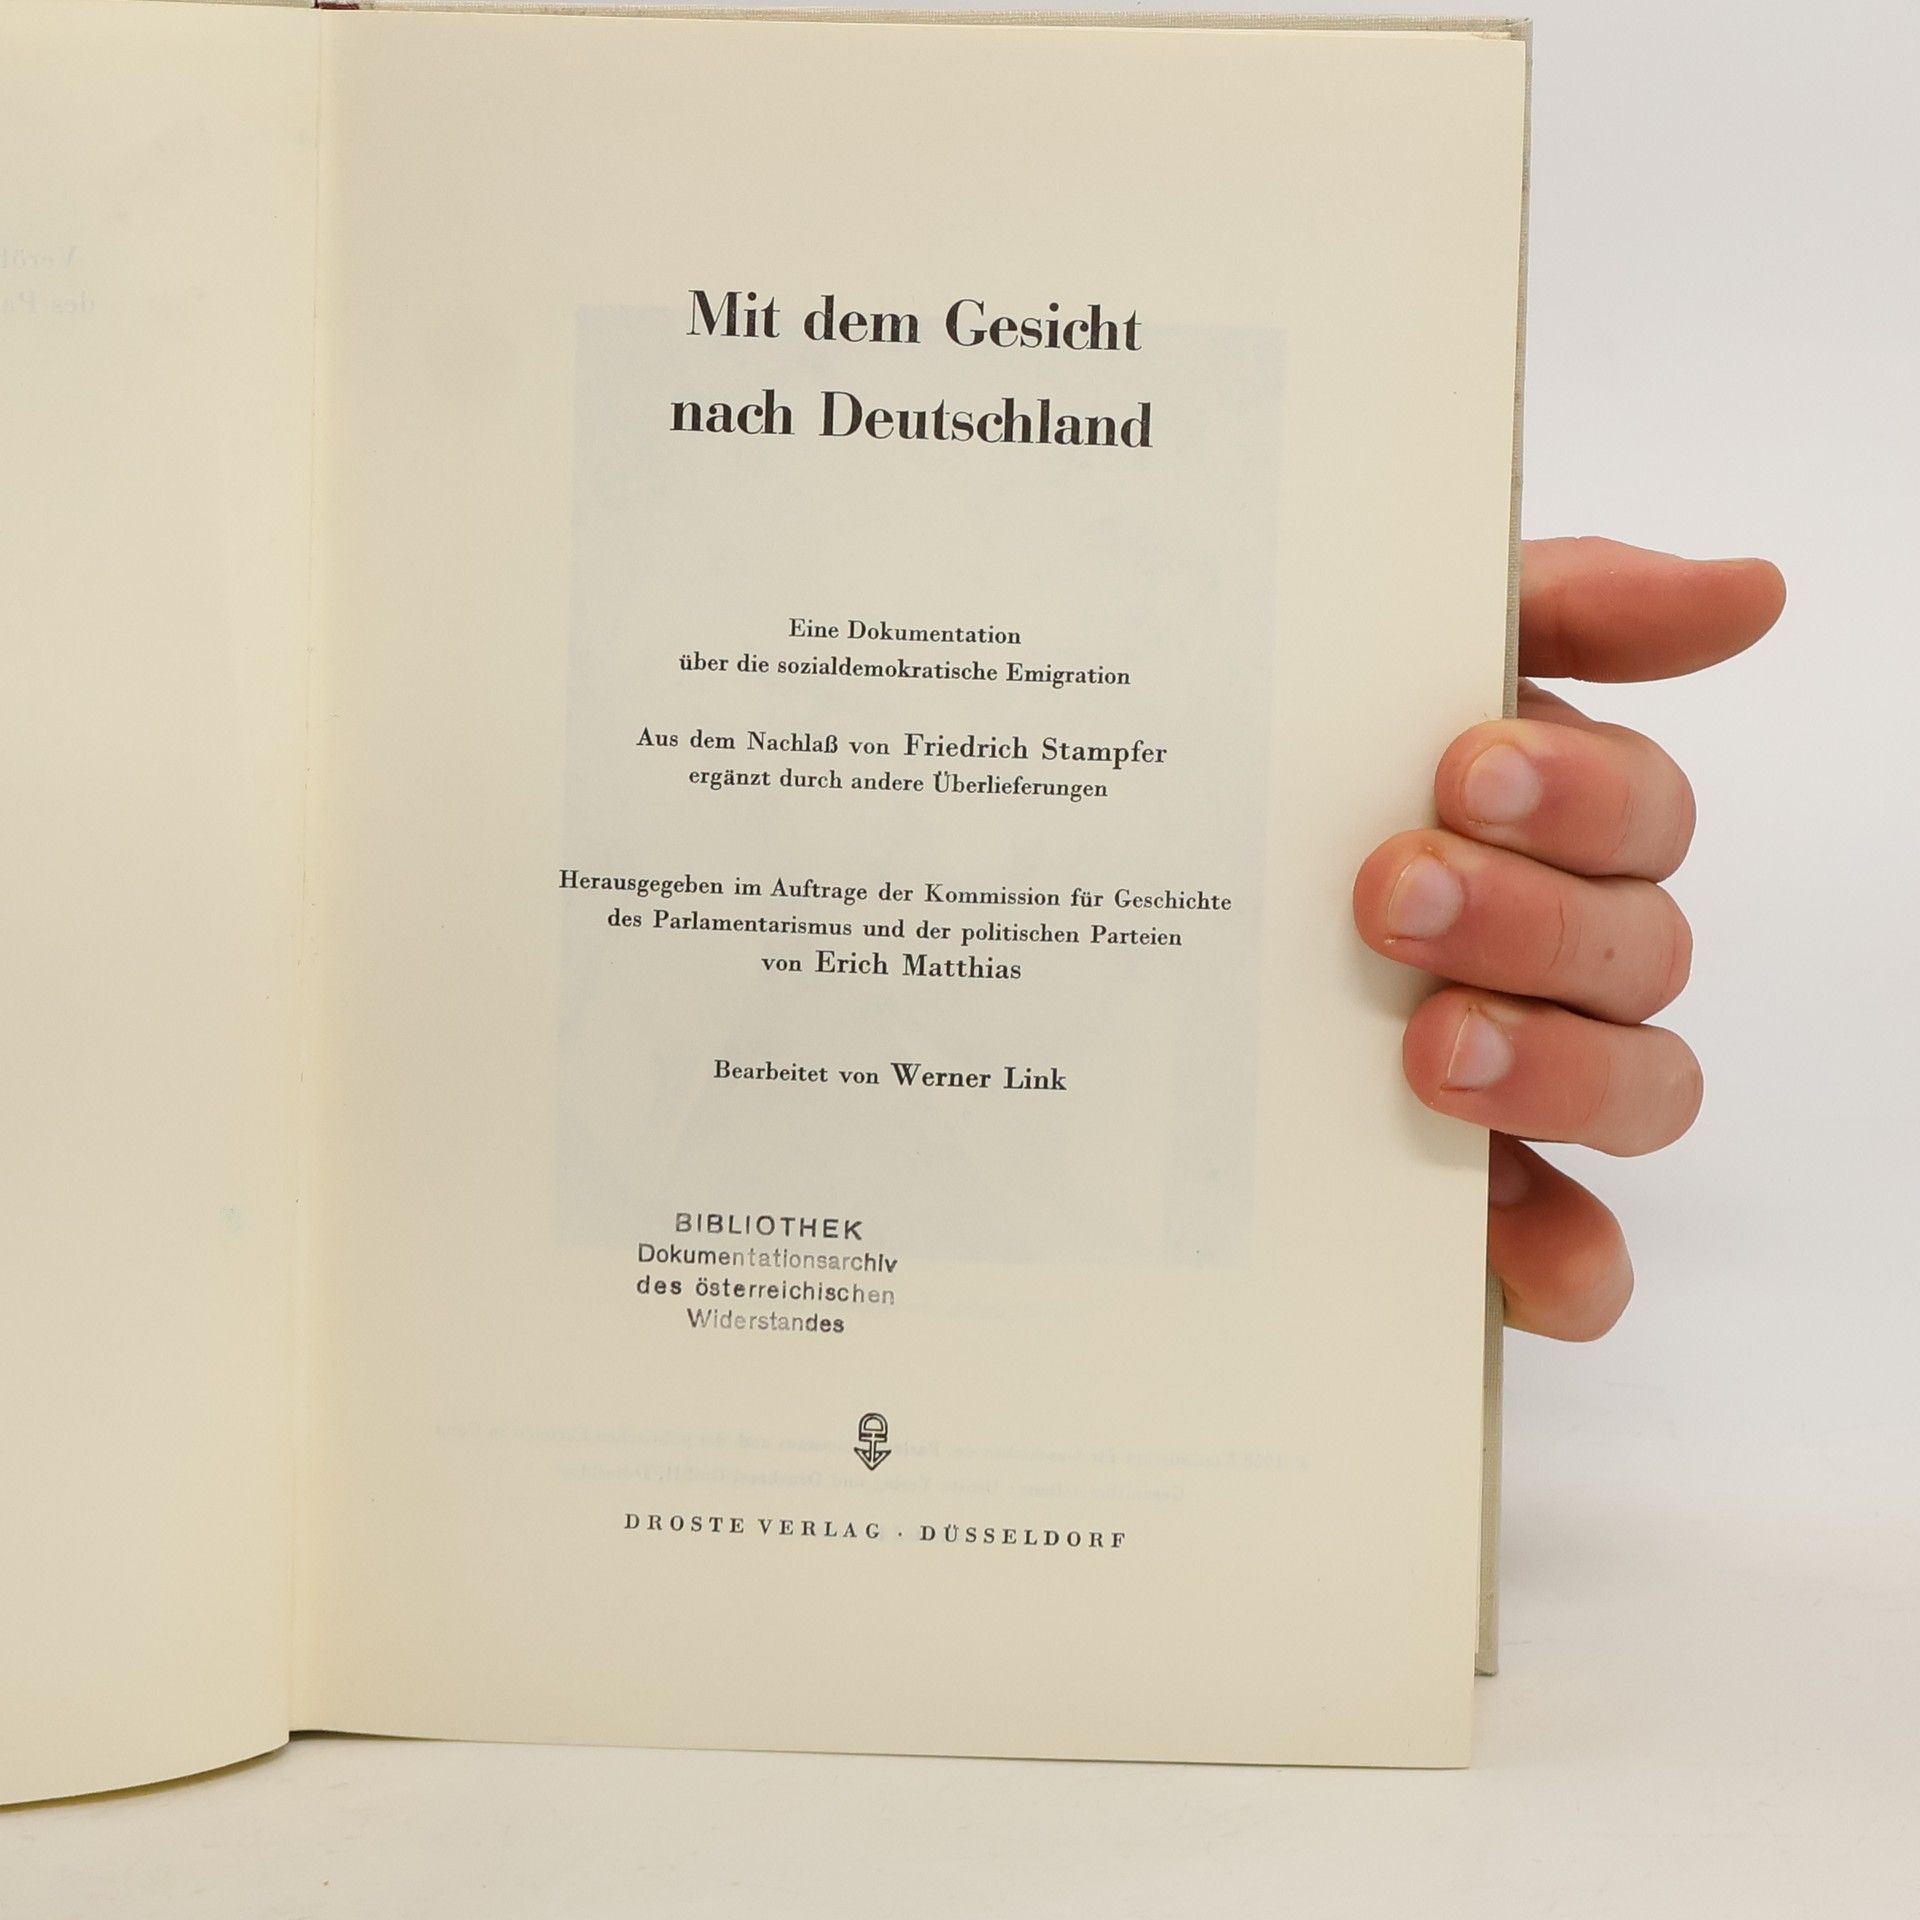 Mit dem Gesicht
nach Deutschland
Eine Dokumentation
über die sozialdemokratische Emigration
Aus dem Nachlaß von Friedrich Stampfer
ergänzt durch andere Überlieferungen
Herausgegeben im Auftrage der Kommission für Geschichte
des Parlamentarismus und der politischen Parteien
von Erich Matthias
Bearbeitet von Werner Link
BIBLIOTHEK
Dokumentationsarchiv
des österreichischen
Widerstandes
DROSTE VERLAG · DÜSSELDORF